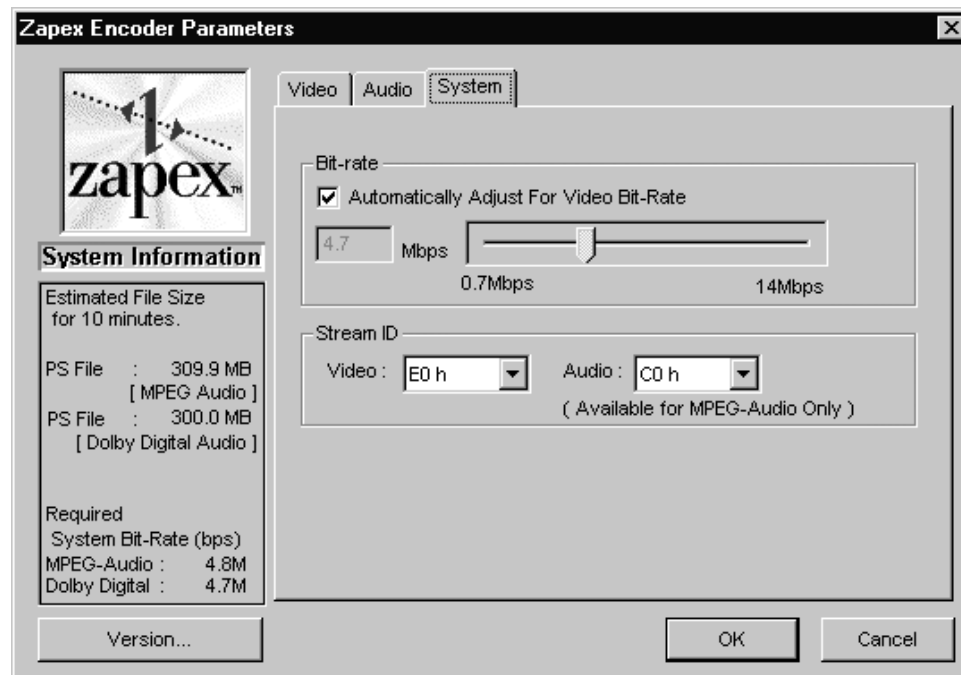 Zapex Encoder Parameters
zapex™
System Information
Estimated File Size
for 10 minutes.
PS File : 309.9 MB
[ MPEG Audio ]
PS File : 300.0 MB
[ Dolby Digital Audio ]
Required
System Bit-Rate (bps)
MPEG-Audio : 4.8M
Dolby Digital : 4.7M
Version...
Video Audio System
Bit-rate
Automatically Adjust For Video Bit-Rate
4.7 Mbps
0.7Mbps 14Mbps
Stream ID
Video : E0 h Audio : C0 h
( Available for MPEG-Audio Only )
OK Cancel